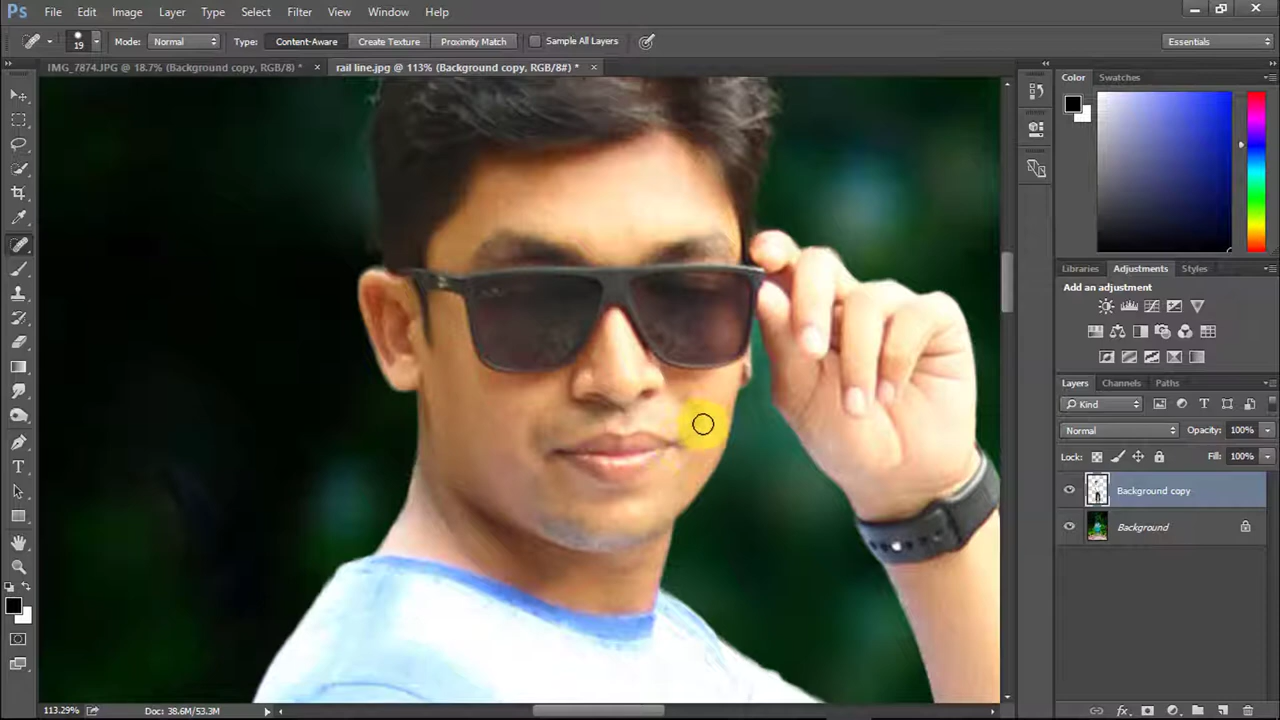 Ps File Edit Image Layer Type Select Filter View Window Help
19 Mode: Normal Type: Content-Aware Create Texture Proximity Match Sample All Layers Essentials
IMG_7874.JPG @ 18.7% (Background copy, RGB/8) * × rail line.jpg @ 113% (Background copy, RGB/8#) * ×
Color Swatches
Libraries Adjustments Styles
Add an adjustment
Layers Channels Paths
Kind
Normal Opacity: 100%
Lock: Fill: 100%
Background copy
Background
113.29% Doc: 38.6M/53.3M